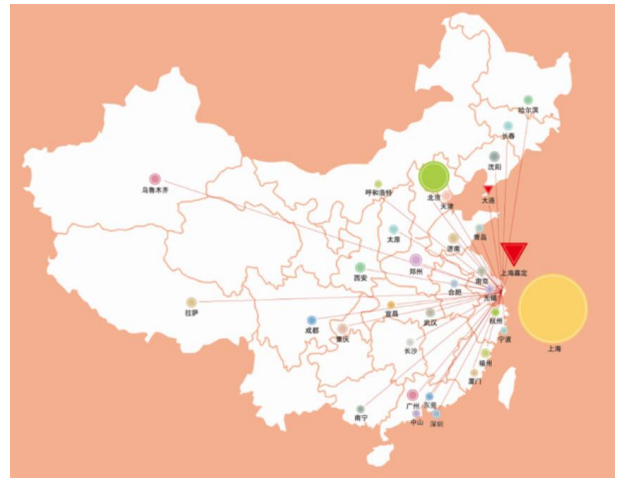 哈尔滨
长春
沈阳
乌鲁木齐
呼和浩特
北京
大连
天津
青岛
太原
济南
上海嘉定
西安
郑州
南京
合肥
无锡
拉萨
宜昌
成都
武汉
杭州
重庆
宁波
上海
长沙
福州
厦门
广州
东莞
南宁
中山
深圳